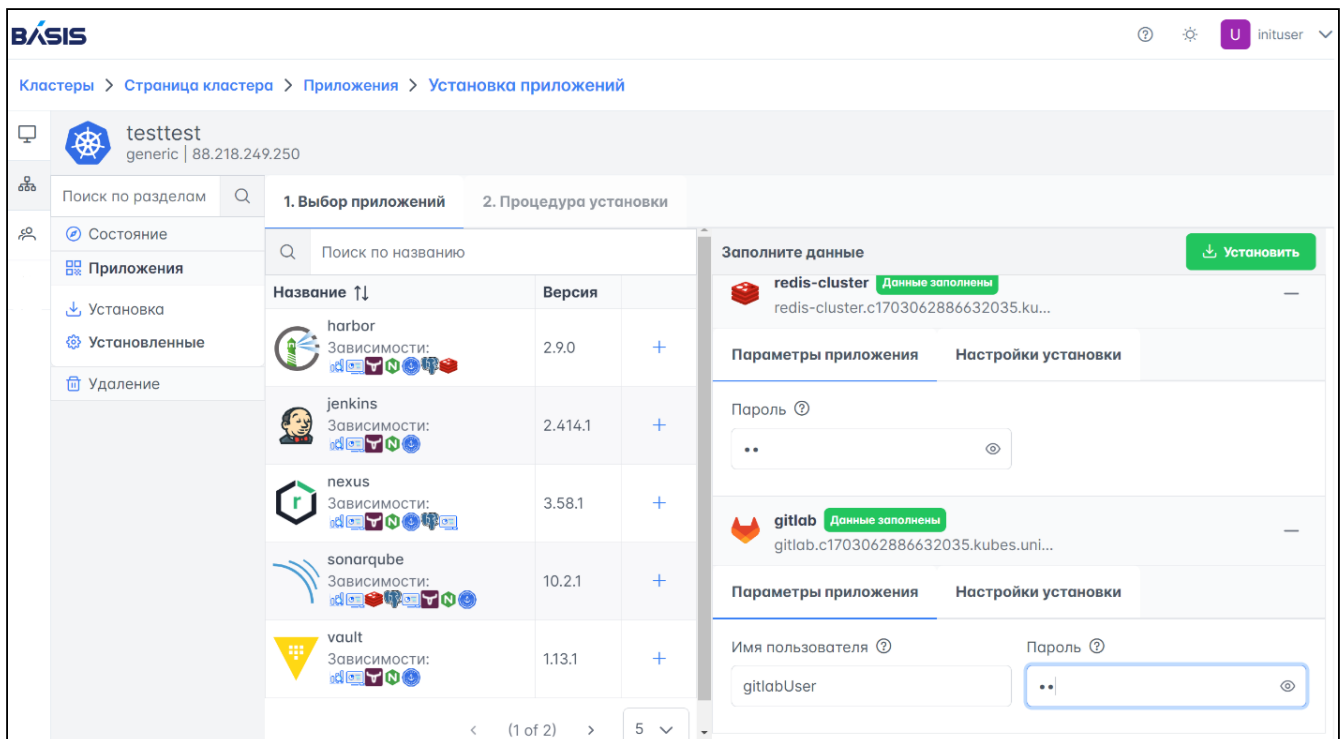 BÁSIS
U inituser
Кластеры > Страница кластера > Приложения > Установка приложений
testtest
generic | 88.218.249.250
Поиск по разделам
Состояние
Приложения
Установка
Установленные
Удаление
1. Выбор приложений
2. Процедура установки
Поиск по названию
Название
Версия
harbor
Зависимости:
2.9.0
+
jenkins
Зависимости:
2.414.1
+
nexus
Зависимости:
3.58.1
+
sonarqube
Зависимости:
10.2.1
+
vault
Зависимости:
1.13.1
+
< (1 of 2) > 5
Заполните данные
Установить
redis-cluster Данные заполнены
redis-cluster.c1703062886632035.ku...
Параметры приложения
Настройки установки
Пароль
gitlab Данные заполнены
gitlab.c1703062886632035.kubes.uni...
Параметры приложения
Настройки установки
Имя пользователя
Пароль
gitlabUser